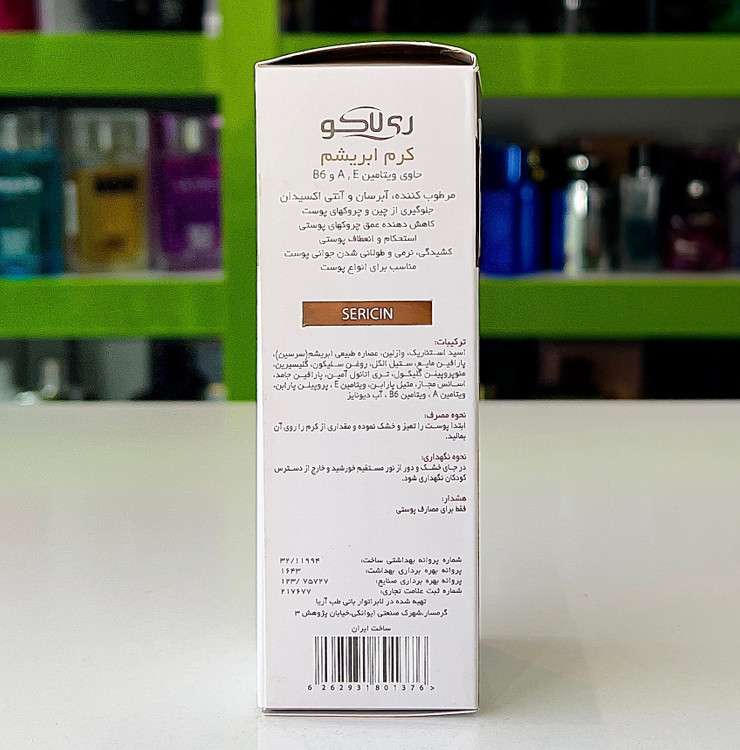 ری لاکو
کرم ابریشم
حاوی ویتامین A , E و B6
مرطوب کننده، آبرسان و آنتی اکسیدان
جلوگیری از چین و چروکهای پوست
کاهش دهنده عمق چروکهای پوستی
استحکام و انعطاف پوستی
کشیدگی، نرمی و طولانی شدن جوانی پوست
مناسب برای انواع پوست
SERICIN
ترکیبات:
اسید استئاریک، وازلین، عصاره طبیعی ابریشم(سرسین)،
پارافین مایع، ستیل الکل، روغن سلیکون، گلیسیرین،
منوپروپیلن گلیکول، تری اتانول آمین، پارافین جامد،
اسانس مجاز، متیل پارابن، ویتامین E ، پروپیلن پارابن،
ویتامین A ، ویتامین B6 ، آب دیونایز
نحوه مصرف:
ابتدا پوست را تمیز و خشک نموده و مقداری از کرم را روی آن
بمالید.
نحوه نگهداری:
در جای خشک و دور از نور مستقیم خورشید و خارج از دسترس
کودکان نگهداری شود.
هشدار:
فقط برای مصارف پوستی
شماره پروانه بهداشتی ساخت: ۳۲/۱۱۹۹۴
پروانه بهره برداری بهداشت: ۱۶۴۳
پروانه بهره برداری صنایع: ۱۲۳/ ۷۵۷۲۷
شماره ثبت علامت تجاری: ۲۱۷۶۷۷
تهیه شده در لابراتوار بانی طب آریا
گرمسار،شهرک صنعتی ایوانکی،خیابان پژوهش ۳
ساخت ایران
6 262931801376 >